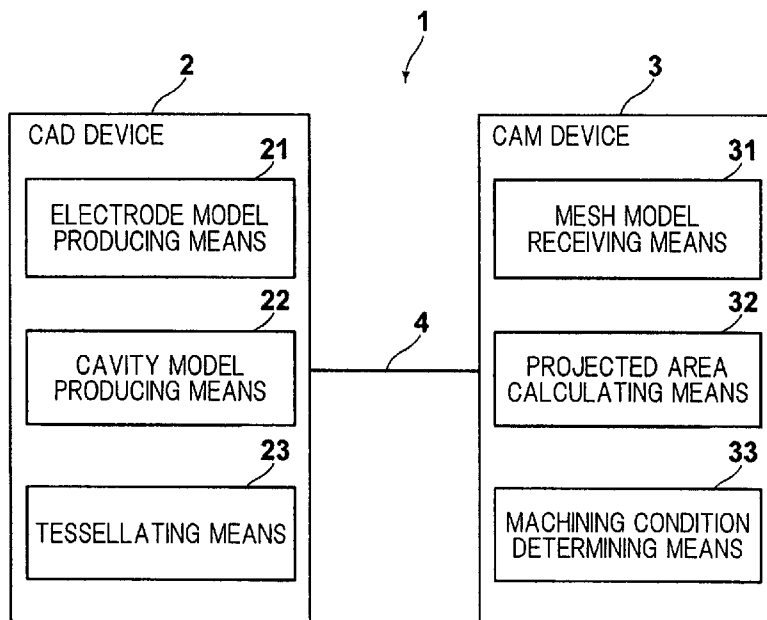 1
2
3
CAD DEVICE
21
ELECTRODE MODEL
PRODUCING MEANS
22
CAVITY MODEL
PRODUCING MEANS
23
TESSELLATING MEANS
4
CAM DEVICE
31
MESH MODEL
RECEIVING MEANS
32
PROJECTED AREA
CALCULATING MEANS
33
MACHINING CONDITION
DETERMINING MEANS